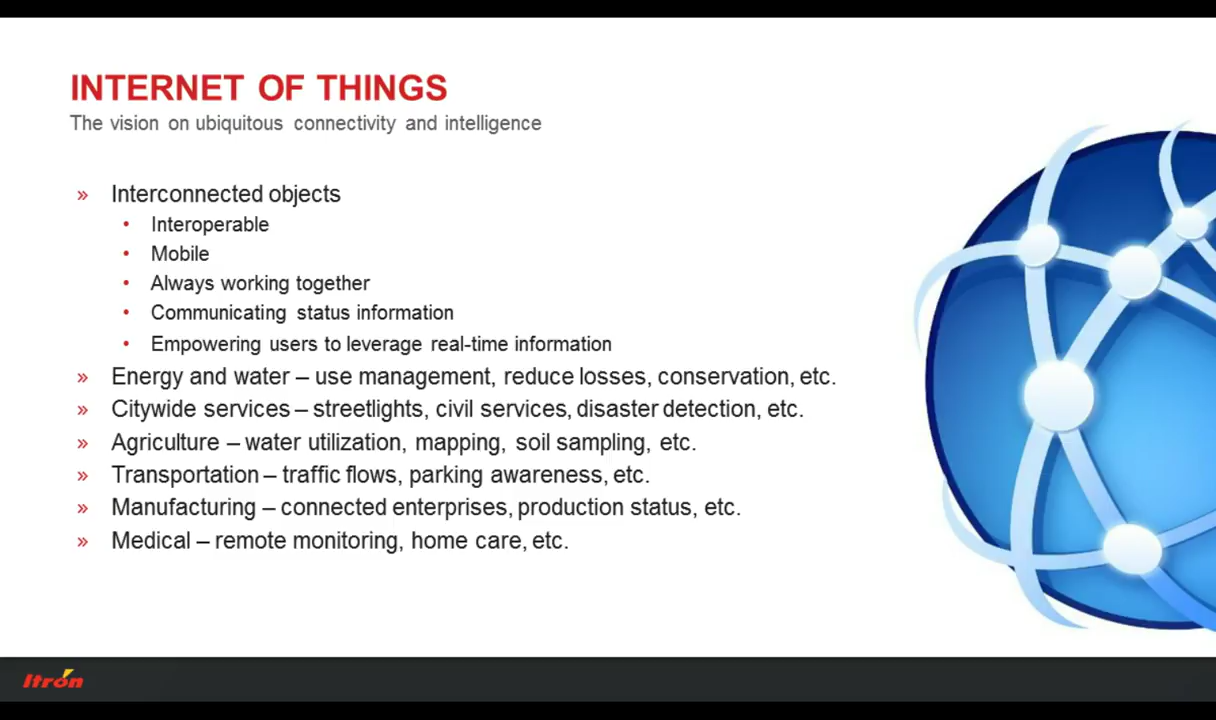 INTERNET OF THINGS
The vision on ubiquitous connectivity and intelligence
» Interconnected objects
• Interoperable
• Mobile
• Always working together
• Communicating status information
• Empowering users to leverage real-time information
» Energy and water – use management, reduce losses, conservation, etc.
» Citywide services – streetlights, civil services, disaster detection, etc.
» Agriculture – water utilization, mapping, soil sampling, etc.
» Transportation – traffic flows, parking awareness, etc.
» Manufacturing – connected enterprises, production status, etc.
» Medical – remote monitoring, home care, etc.
Itron